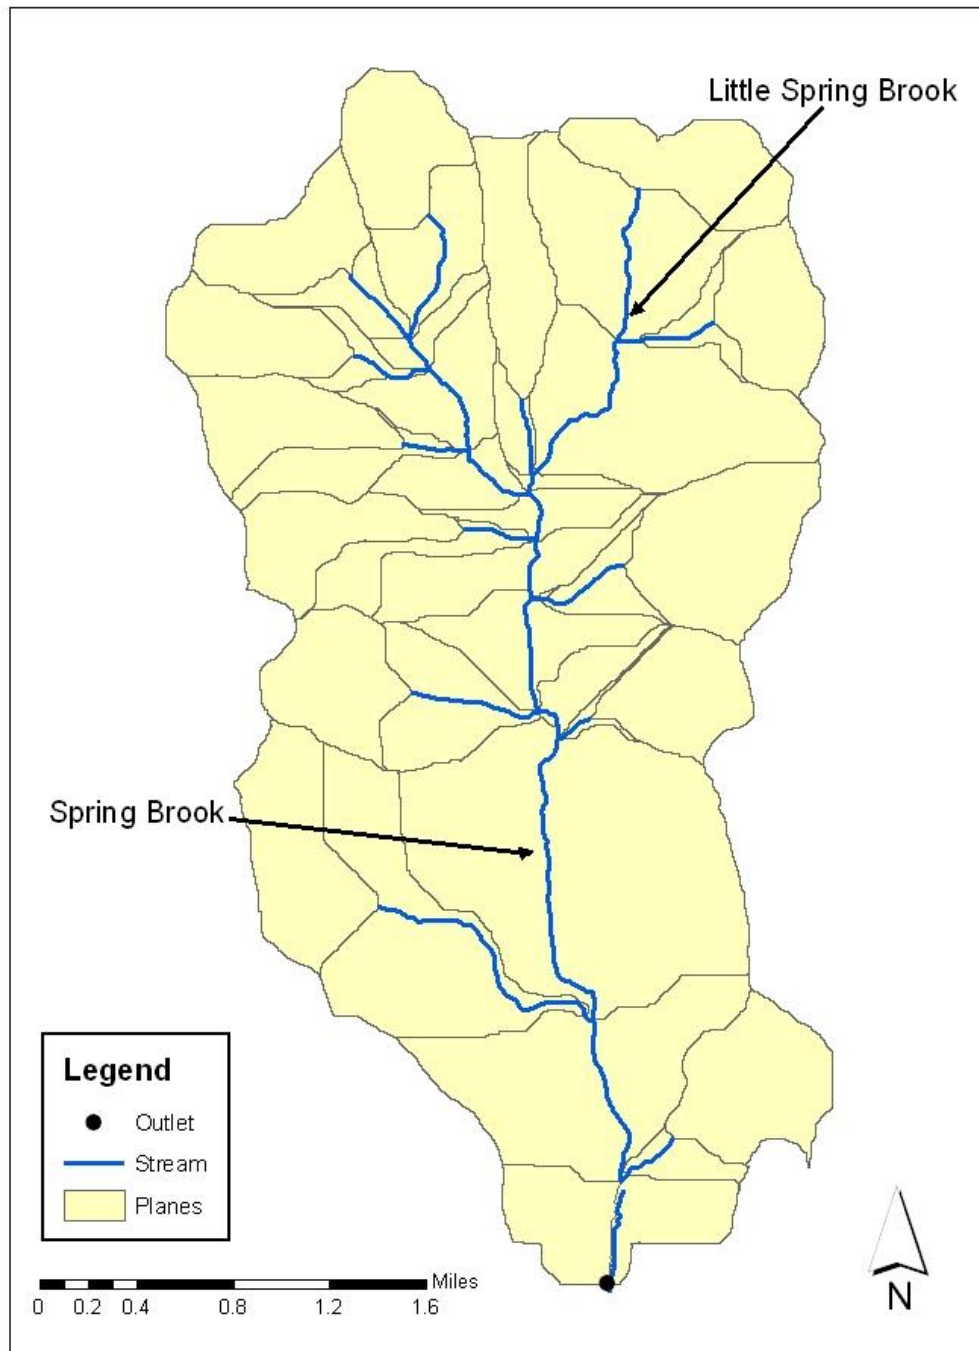 Little Spring Brook
Spring Brook
Legend
Outlet
Stream
Planes
Miles
0 0.2 0.4 0.8 1.2 1.6
N